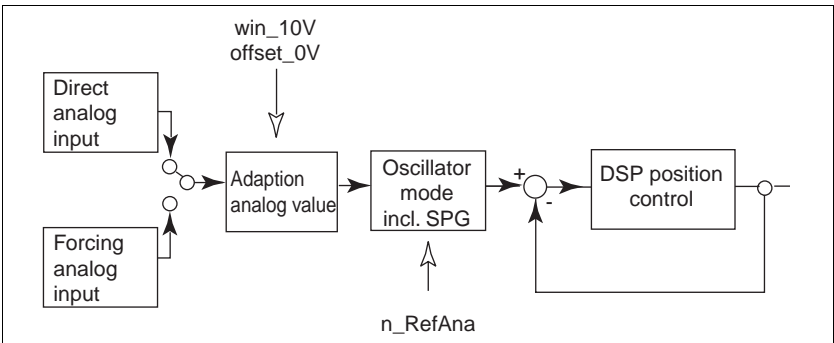 win_10V
offset_0V
Direct
analog
input
Adaption
analog value
Oscillator
mode
incl. SPG
+
-
DSP position
control
Forcing
analog
input
n_RefAna